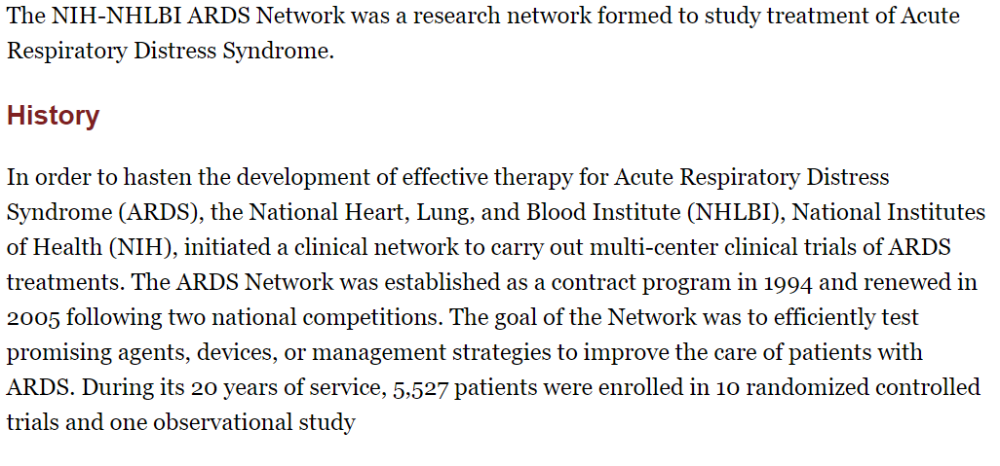 The NIH-NHLBI ARDS Network was a research network formed to study treatment of Acute
Respiratory Distress Syndrome.
History
In order to hasten the development of effective therapy for Acute Respiratory Distress
Syndrome (ARDS), the National Heart, Lung, and Blood Institute (NHLBI), National Institutes
of Health (NIH), initiated a clinical network to carry out multi-center clinical trials of ARDS
treatments. The ARDS Network was established as a contract program in 1994 and renewed in
2005 following two national competitions. The goal of the Network was to efficiently test
promising agents, devices, or management strategies to improve the care of patients with
ARDS. During its 20 years of service, 5,527 patients were enrolled in 10 randomized controlled
trials and one observational study